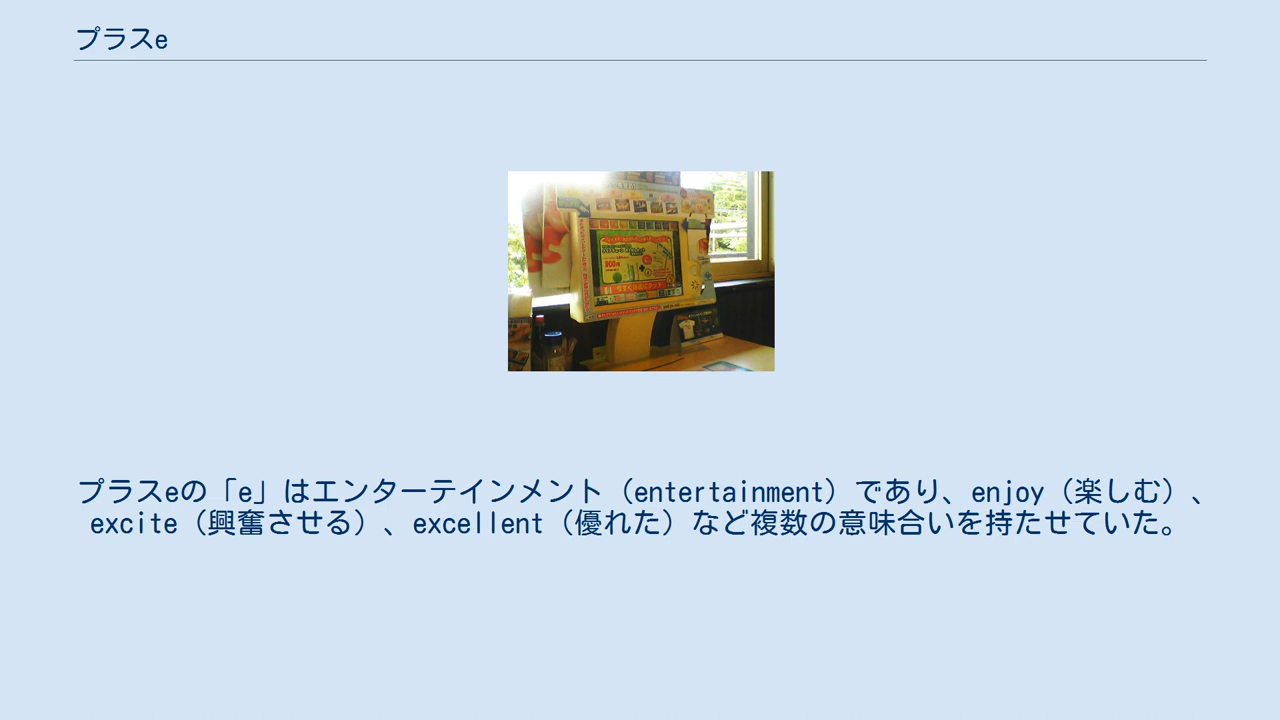 プラスe
プラスeの「e」はエンターテインメント（entertainment）であり、enjoy（楽しむ）、
excite（興奮させる）、excellent（優れた）など複数の意味合いを持たせていた。